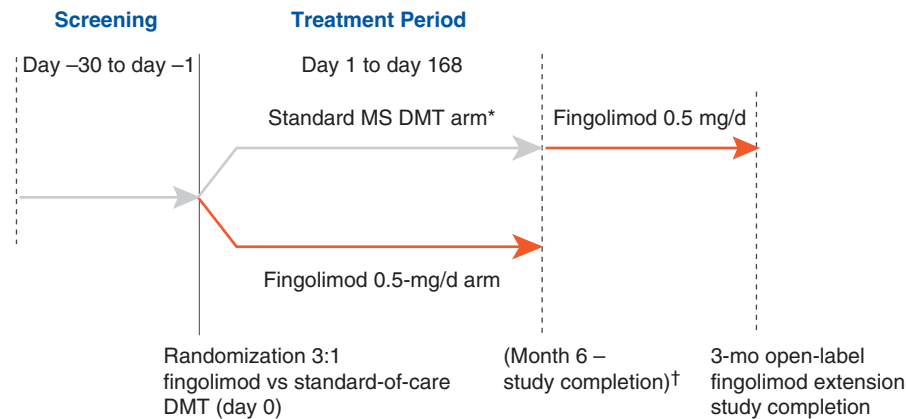 Screening
Treatment Period
Day –30 to day –1
Day 1 to day 168
Standard MS DMT arm*
Fingolimod 0.5 mg/d
Fingolimod 0.5-mg/d arm
Randomization 3:1
fingolimod vs standard-of-care
DMT (day 0)
(Month 6 –
study completion)†
3-mo open-label
fingolimod extension
study completion